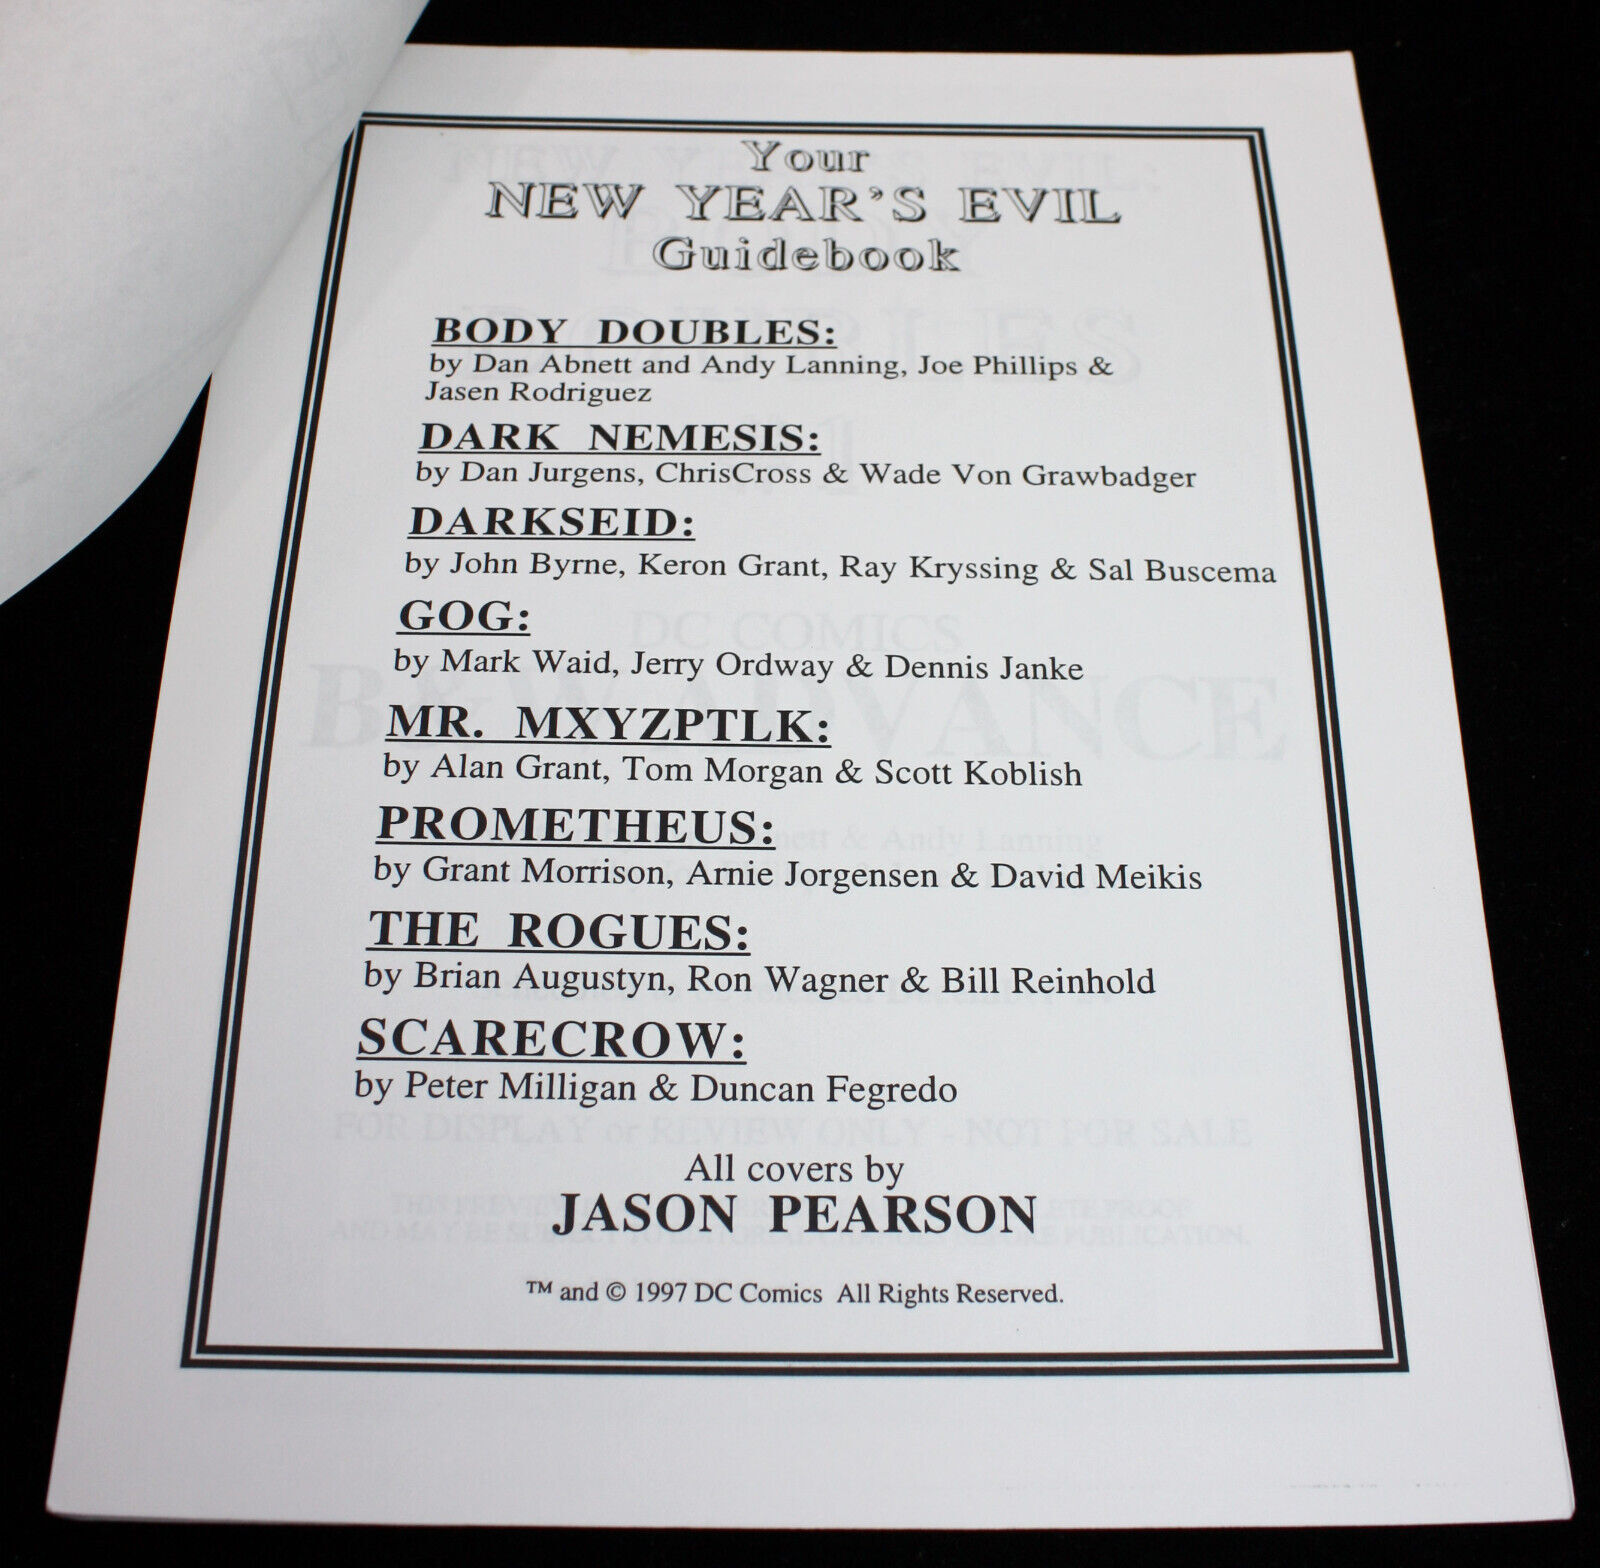 Your
NEW YEAR'S EVIL
Guidebook
BODY DOUBLES:
by Dan Abnett and Andy Lanning, Joe Phillips &
Jasen Rodriguez
DARK NEMESIS:
by Dan Jurgens, ChrisCross & Wade Von Grawbadger
DARKSEID:
by John Byrne, Keron Grant, Ray Kryssing & Sal Buscema
GOG:
by Mark Waid, Jerry Ordway & Dennis Janke
MR. MXYZPTLK:
by Alan Grant, Tom Morgan & Scott Koblish
PROMETHEUS:
by Grant Morrison, Arnie Jorgensen & David Meikis
THE ROGUES:
by Brian Augustyn, Ron Wagner & Bill Reinhold
SCARECROW:
by Peter Milligan & Duncan Fegredo
All covers by
JASON PEARSON
™ and © 1997 DC Comics All Rights Reserved.